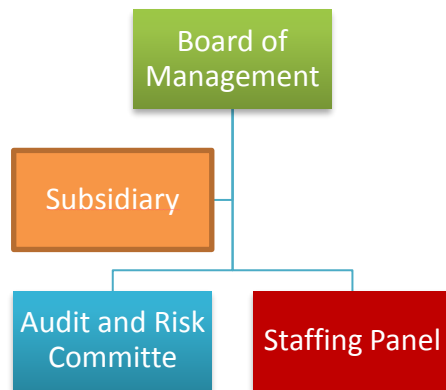 Board of
Management
Subsidiary
Audit and Risk
Committe
Staffing Panel